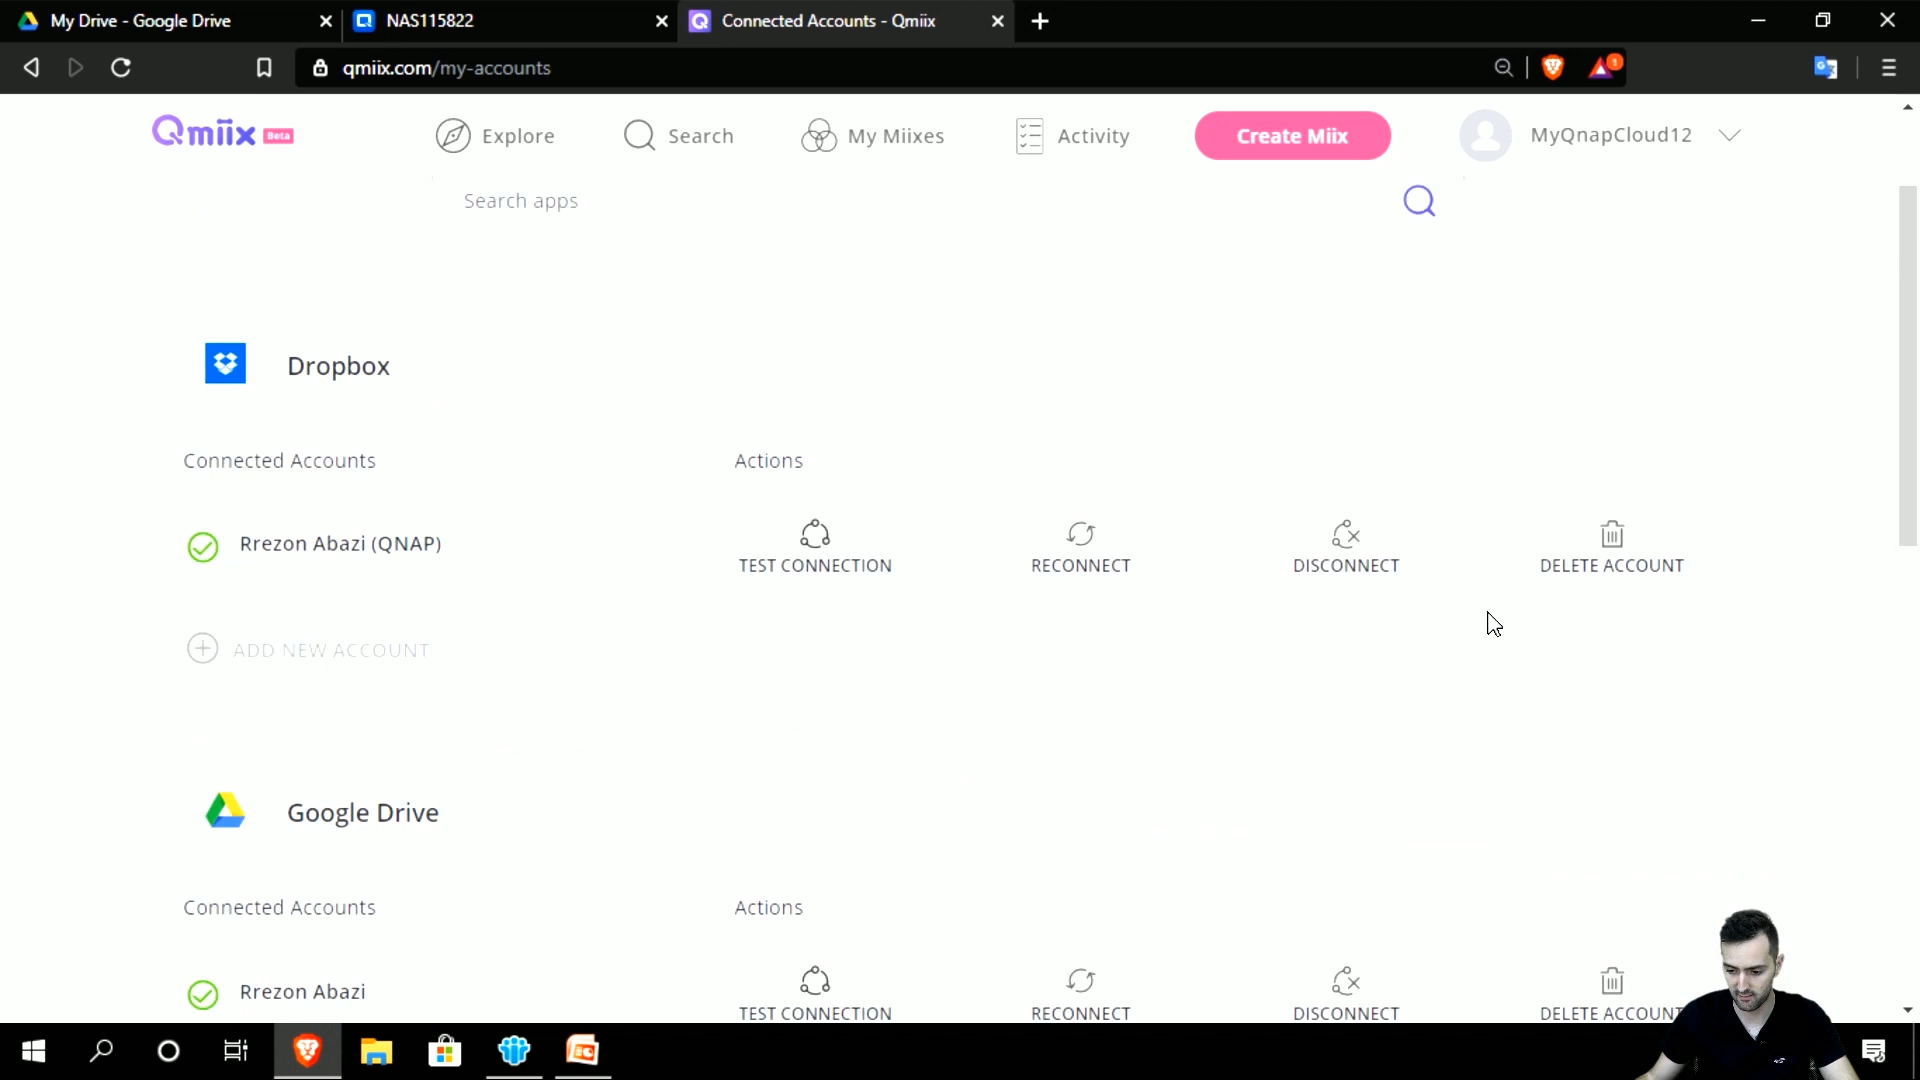 My Drive - Google Drive
NAS115822
Connected Accounts - Qmiix
qmiix.com/my-accounts
1
Qmiix Beta
Explore
Search
My Miixes
Activity
Create Miix
MyQnapCloud12
Search apps
Dropbox
Connected Accounts
Actions
Rrezon Abazi (QNAP)
TEST CONNECTION
RECONNECT
DISCONNECT
DELETE ACCOUNT
ADD NEW ACCOUNT
Google Drive
Connected Accounts
Actions
Rrezon Abazi
TEST CONNECTION
RECONNECT
DISCONNECT
DELETE ACCOUNT